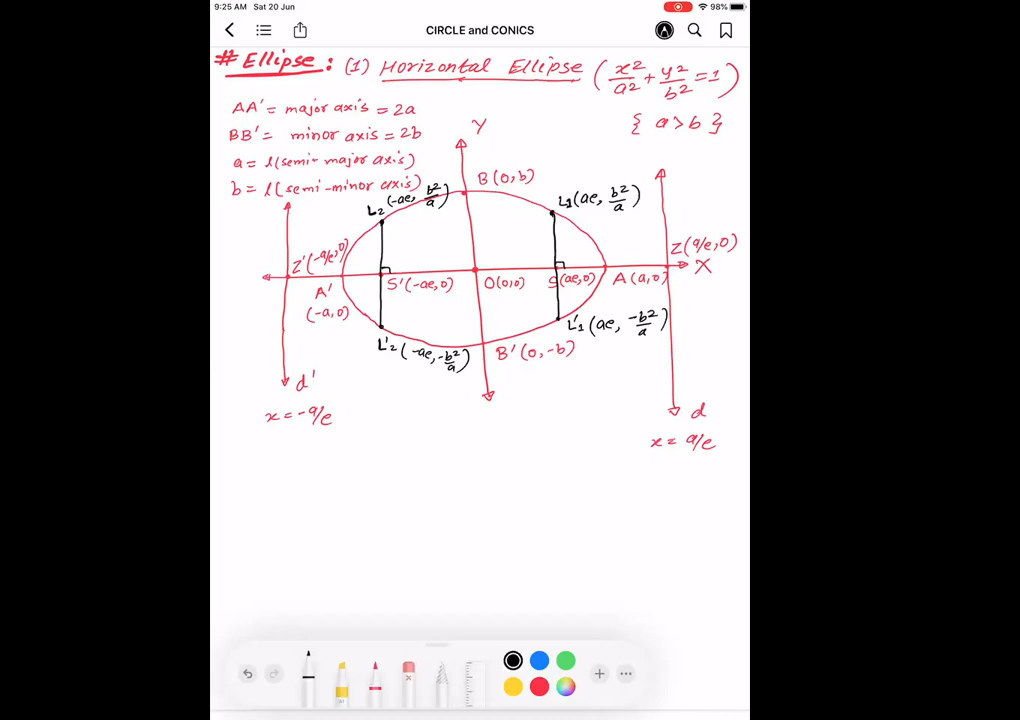 9:25 AM Sat 20 Jun 98%
CIRCLE and CONICS
# Ellipse : (1) Horizontal Ellipse ( x²/a² + y²/b² = 1 )
{ a > b }
AA' = major axis = 2a
BB' = minor axis = 2b
a = l(semi-major axis)
b = l(semi-minor axis)
Y
B(0,b)
L₂ (-ae, b²/a)
L₁(ae, b²/a)
Z'(-a/e,0)
Z(a/e,0)
X
A'
(-a,0)
S'(-ae,0)
O(0,0)
S(ae,0)
A(a,0)
L'₂(-ae, -b²/a)
L'₁(ae, -b²/a)
B'(0,-b)
d'
x = -a/e
d
x = a/e